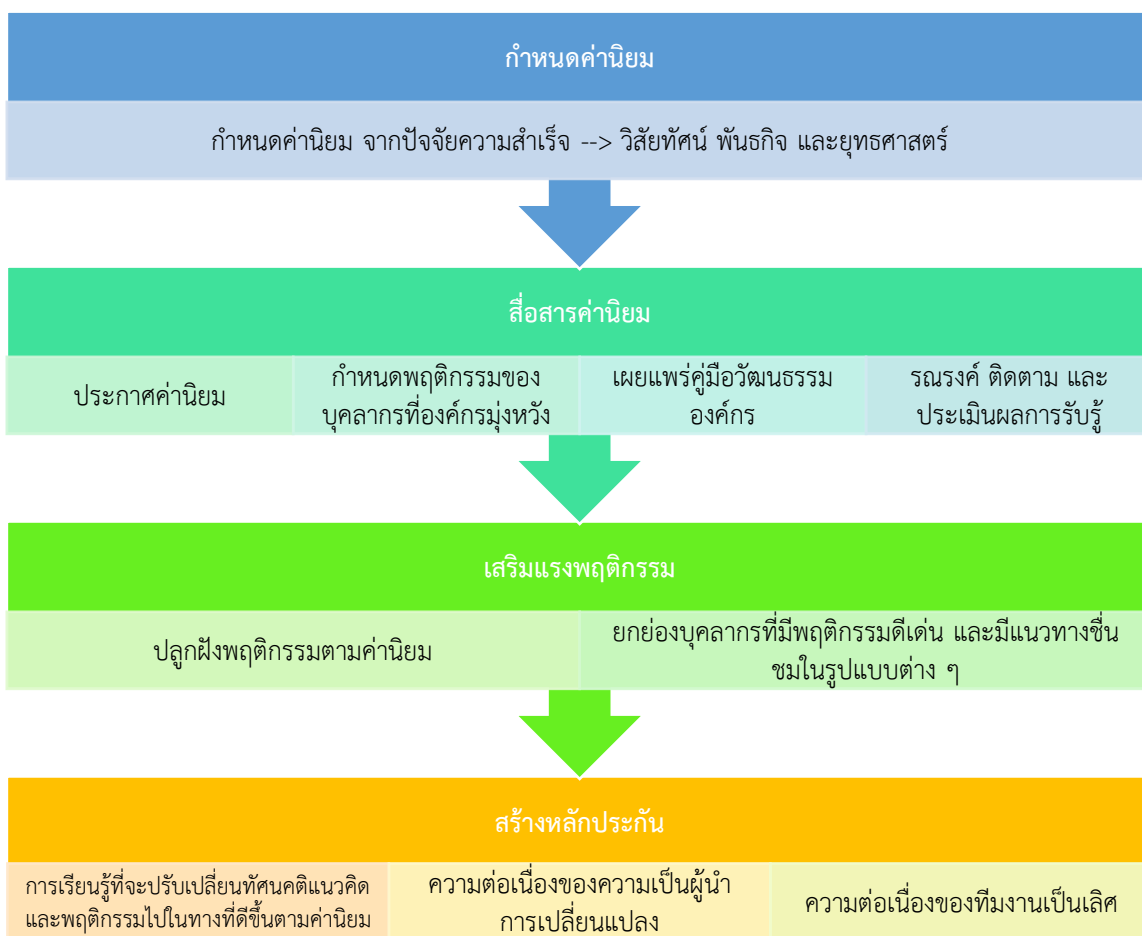 กำหนดค่านิยม
กำหนดค่านิยม จากปัจจัยความสำเร็จ --> วิสัยทัศน์ พันธกิจ และยุทธศาสตร์
สื่อสารค่านิยม
ประกาศค่านิยม
กำหนดพฤติกรรมของ
บุคลากรที่องค์กรมุ่งหวัง
เผยแพร่คู่มือวัฒนธรรม
องค์กร
รณรงค์ ติดตาม และ
ประเมินผลการรับรู้
เสริมแรงพฤติกรรม
ปลูกฝังพฤติกรรมตามค่านิยม
ยกย่องบุคลากรที่มีพฤติกรรมดีเด่น และมีแนวทางชื่น
ชมในรูปแบบต่าง ๆ
สร้างหลักประกัน
การเรียนรู้ที่จะปรับเปลี่ยนทัศนคติแนวคิด
และพฤติกรรมไปในทางที่ดีขึ้นตามค่านิยม
ความต่อเนื่องของความเป็นผู้นำ
การเปลี่ยนแปลง
ความต่อเนื่องของทีมงานเป็นเลิศ